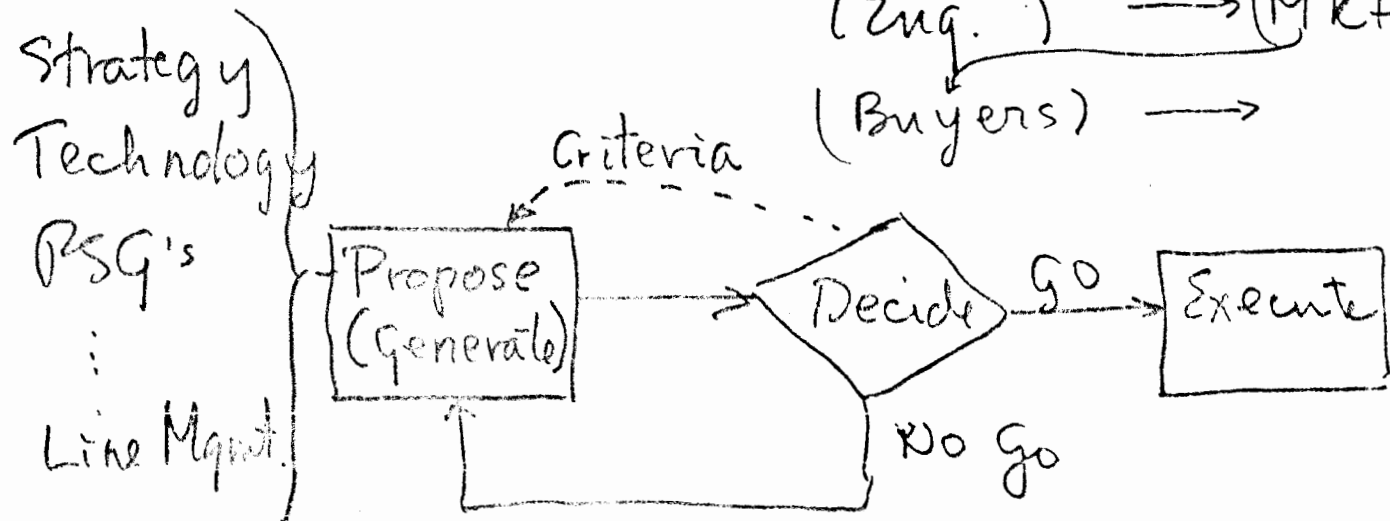 (Eng. ) → (Mkt
(Buyers) →
Strategy
Technology
PSG's
⋮
Line Mgmt.
Criteria
Propose
(Generate)
Decide
GO
Execute
No Go